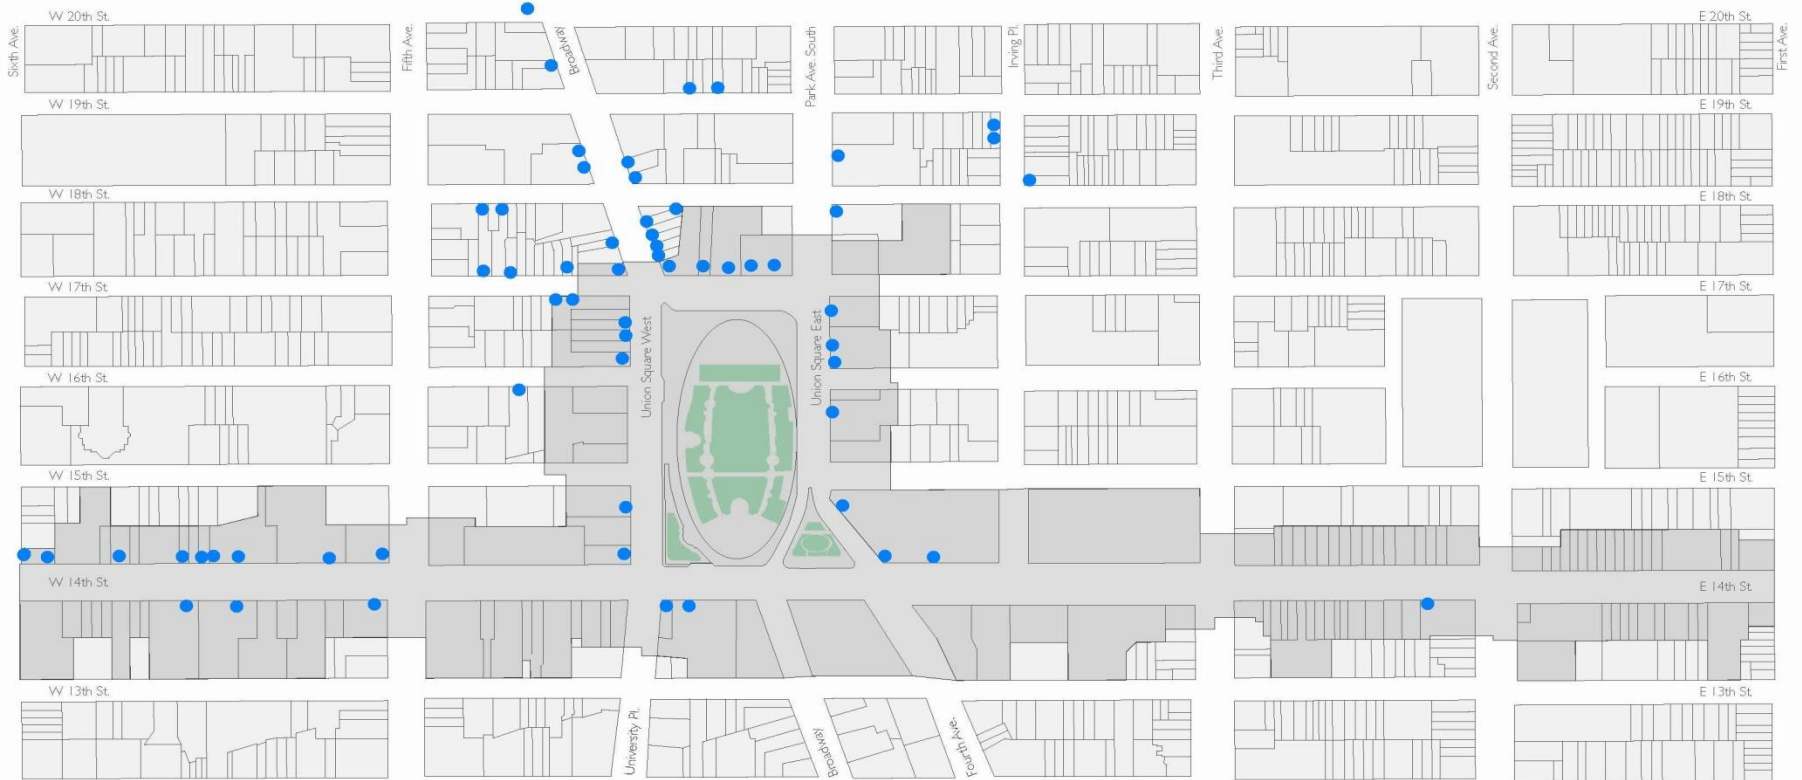 W 20th St.
E 20th St.
Sixth Ave.
Fifth Ave.
Broadway
Park Ave. South
Irving Pl.
Third Ave.
Second Ave.
First Ave.
W 19th St.
E 19th St.
W 18th St.
E 18th St.
W 17th St.
E 17th St.
Union Square West
Union Square East
W 16th St.
E 16th St.
W 15th St.
E 15th St.
W 14th St.
E 14th St.
W 13th St.
E 13th St.
University Pl.
Broadway
Fourth Ave.